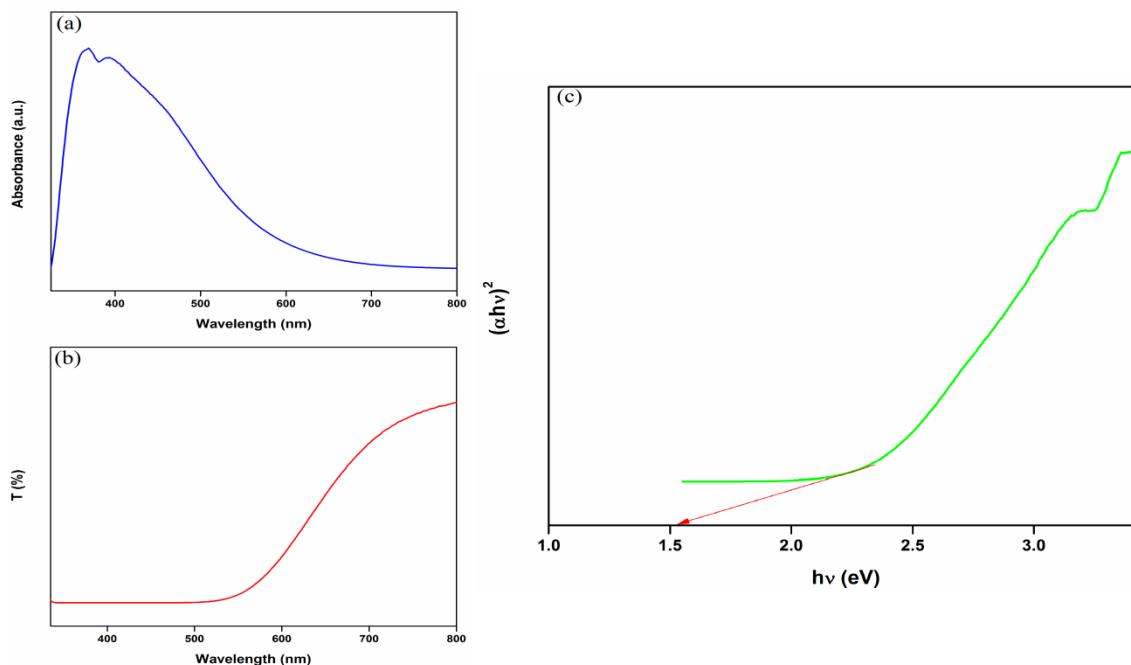 (a)
Absorbance (a.u.)
400 500 600 700 800
Wavelength (nm)
(b)
T (%)
400 500 600 700 800
Wavelength (nm)
(c)
(αhν)²
1.0 1.5 2.0 2.5 3.0
hν (eV)